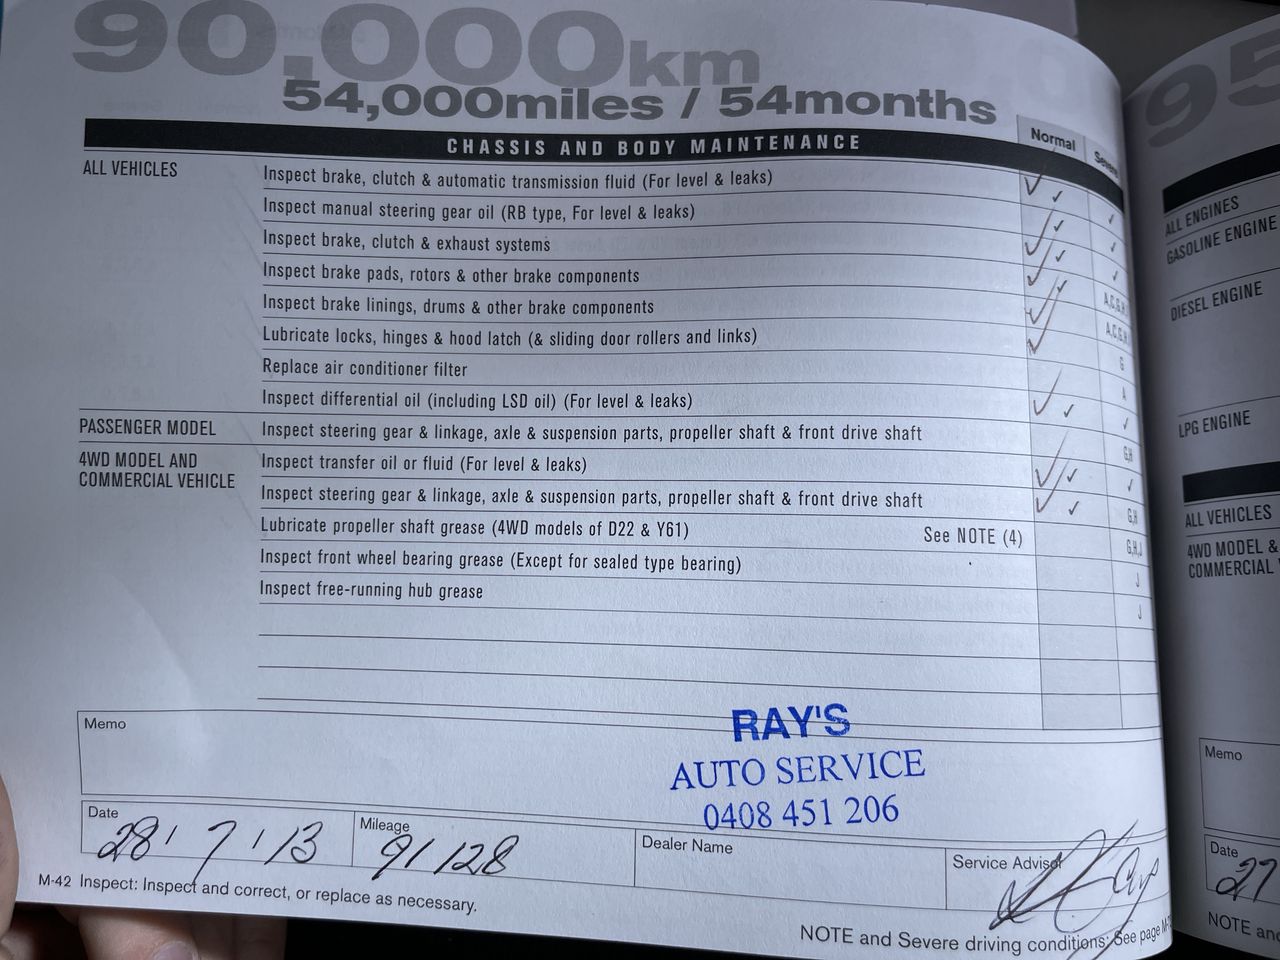 90,000km
54,000miles / 54months
CHASSIS AND BODY MAINTENANCE
Normal
ALL VEHICLES
Inspect brake, clutch & automatic transmission fluid (For level & leaks) ✓ ✓
Inspect manual steering gear oil (RB type, For level & leaks) ✓ ✓
Inspect brake, clutch & exhaust systems ✓ ✓ ✓
Inspect brake pads, rotors & other brake components ✓ ✓ A,C,G,H
Inspect brake linings, drums & other brake components ✓ ✓ A,C,G,H
Lubricate locks, hinges & hood latch (& sliding door rollers and links) ✓ G
Replace air conditioner filter A
Inspect differential oil (including LSD oil) (For level & leaks) ✓ ✓ ✓
PASSENGER MODEL
Inspect steering gear & linkage, axle & suspension parts, propeller shaft & front drive shaft G,H
4WD MODEL AND
COMMERCIAL VEHICLE
Inspect transfer oil or fluid (For level & leaks) ✓ ✓ ✓
Inspect steering gear & linkage, axle & suspension parts, propeller shaft & front drive shaft ✓ ✓ G,H
Lubricate propeller shaft grease (4WD models of D22 & Y61) See NOTE (4) G,H,J
Inspect front wheel bearing grease (Except for sealed type bearing) J
Inspect free-running hub grease J
Memo
RAY'S
AUTO SERVICE
0408 451 206
Date
28 / 7 / 13
Mileage
91128
Dealer Name
Service Advisor
M-42 Inspect: Inspect and correct, or replace as necessary.
NOTE and Severe driving conditions: See page
95
ALL ENGINES
GASOLINE ENGINE
DIESEL ENGINE
LPG ENGINE
ALL VEHICLES
4WD MODEL &
COMMERCIAL
Memo
Date
27
NOTE and